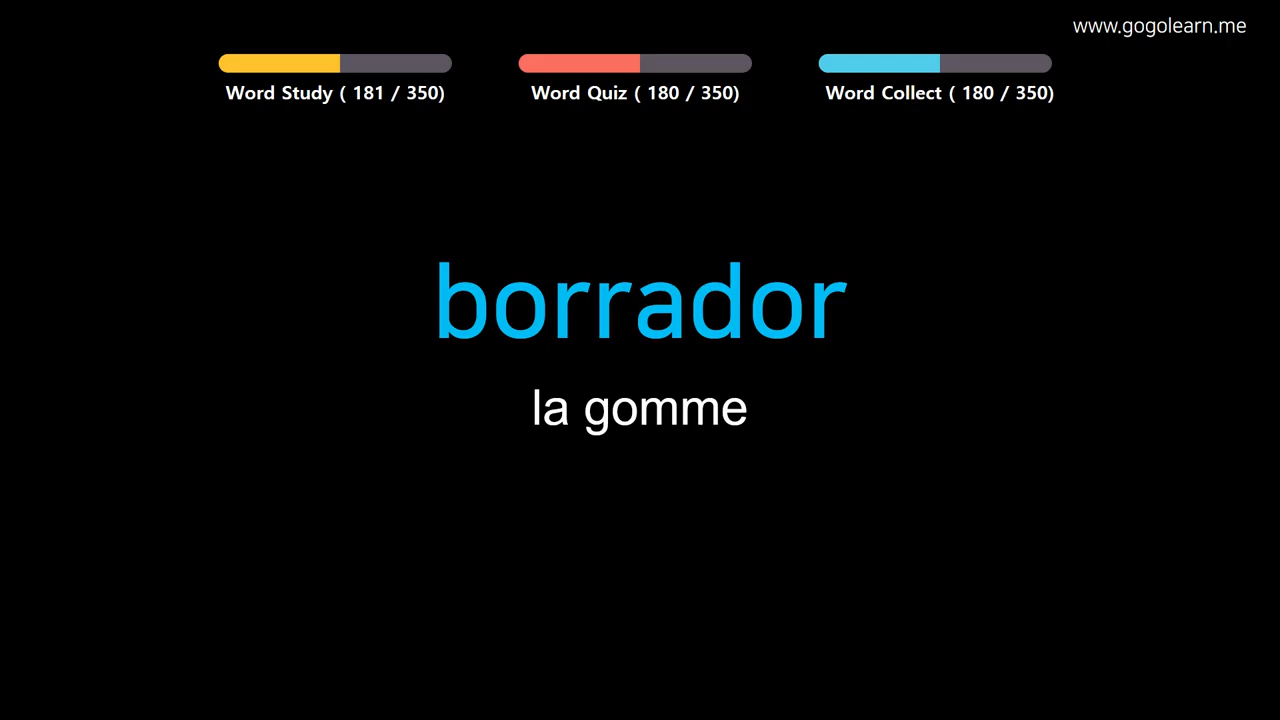 www.gogolearn.me
Word Study ( 181 / 350)
Word Quiz ( 180 / 350)
Word Collect ( 180 / 350)
borrador
la gomme